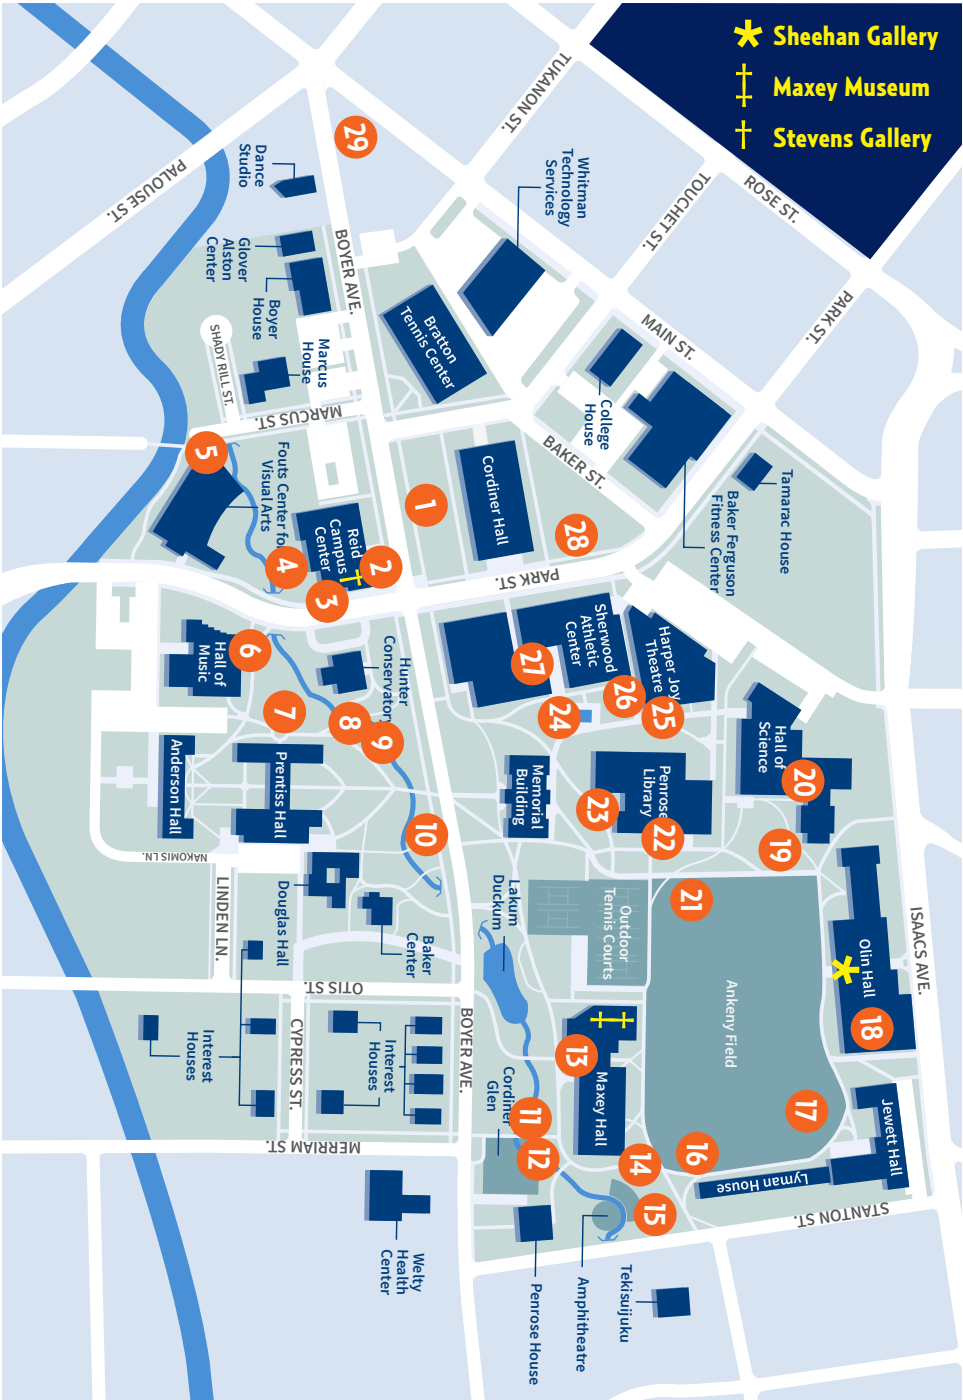 Sheehan Gallery
Maxey Museum
Stevens Gallery
TUKANON ST.
ROSE ST.
TOUCHET ST.
PARK ST.
MAIN ST.
PALOUSE ST.
BOYER AVE.
29
Dance
Studio
Whitman
Technology
Services
Glover
Alston
Center
Boyer
House
Bratton
Tennis Center
Marcus
House
SHADY RILL ST.
MARCUS ST.
College
House
BAKER ST.
Tamarac House
Baker Ferguson
Fitness Center
5
Fouts Center fo
Visual Arts
4
Reid
Campus
Center
2
3
1
Cordiner Hall
28
PARK ST.
6
Hall of
Music
7
Hunter
Conservatory
8
9
27
Sherwood
Athletic
Center
26
Harper Joy
Theatre
25
24
Hall of
Science
20
Anderson Hall
Prentiss Hall
10
Memorial
Building
23
Penrose
Library
22
19
NAKOMIS LN.
LINDEN LN.
Douglas Hall
Baker
Center
Lakum
Duckum
Outdoor
Tennis Courts
21
Ankeny Field
Olin Hall
18
ISAACS AVE.
OTIS ST.
CYPRESS ST.
Interest
Houses
Interest
Houses
BOYER AVE.
Cordiner
Glen
11
12
13
Maxey Hall
14
15
16
17
Jewett Hall
Lyman House
STANTON ST.
MERRIAM ST.
Welty
Health
Center
Penrose House
Amphitheatre
Tekisuijuku